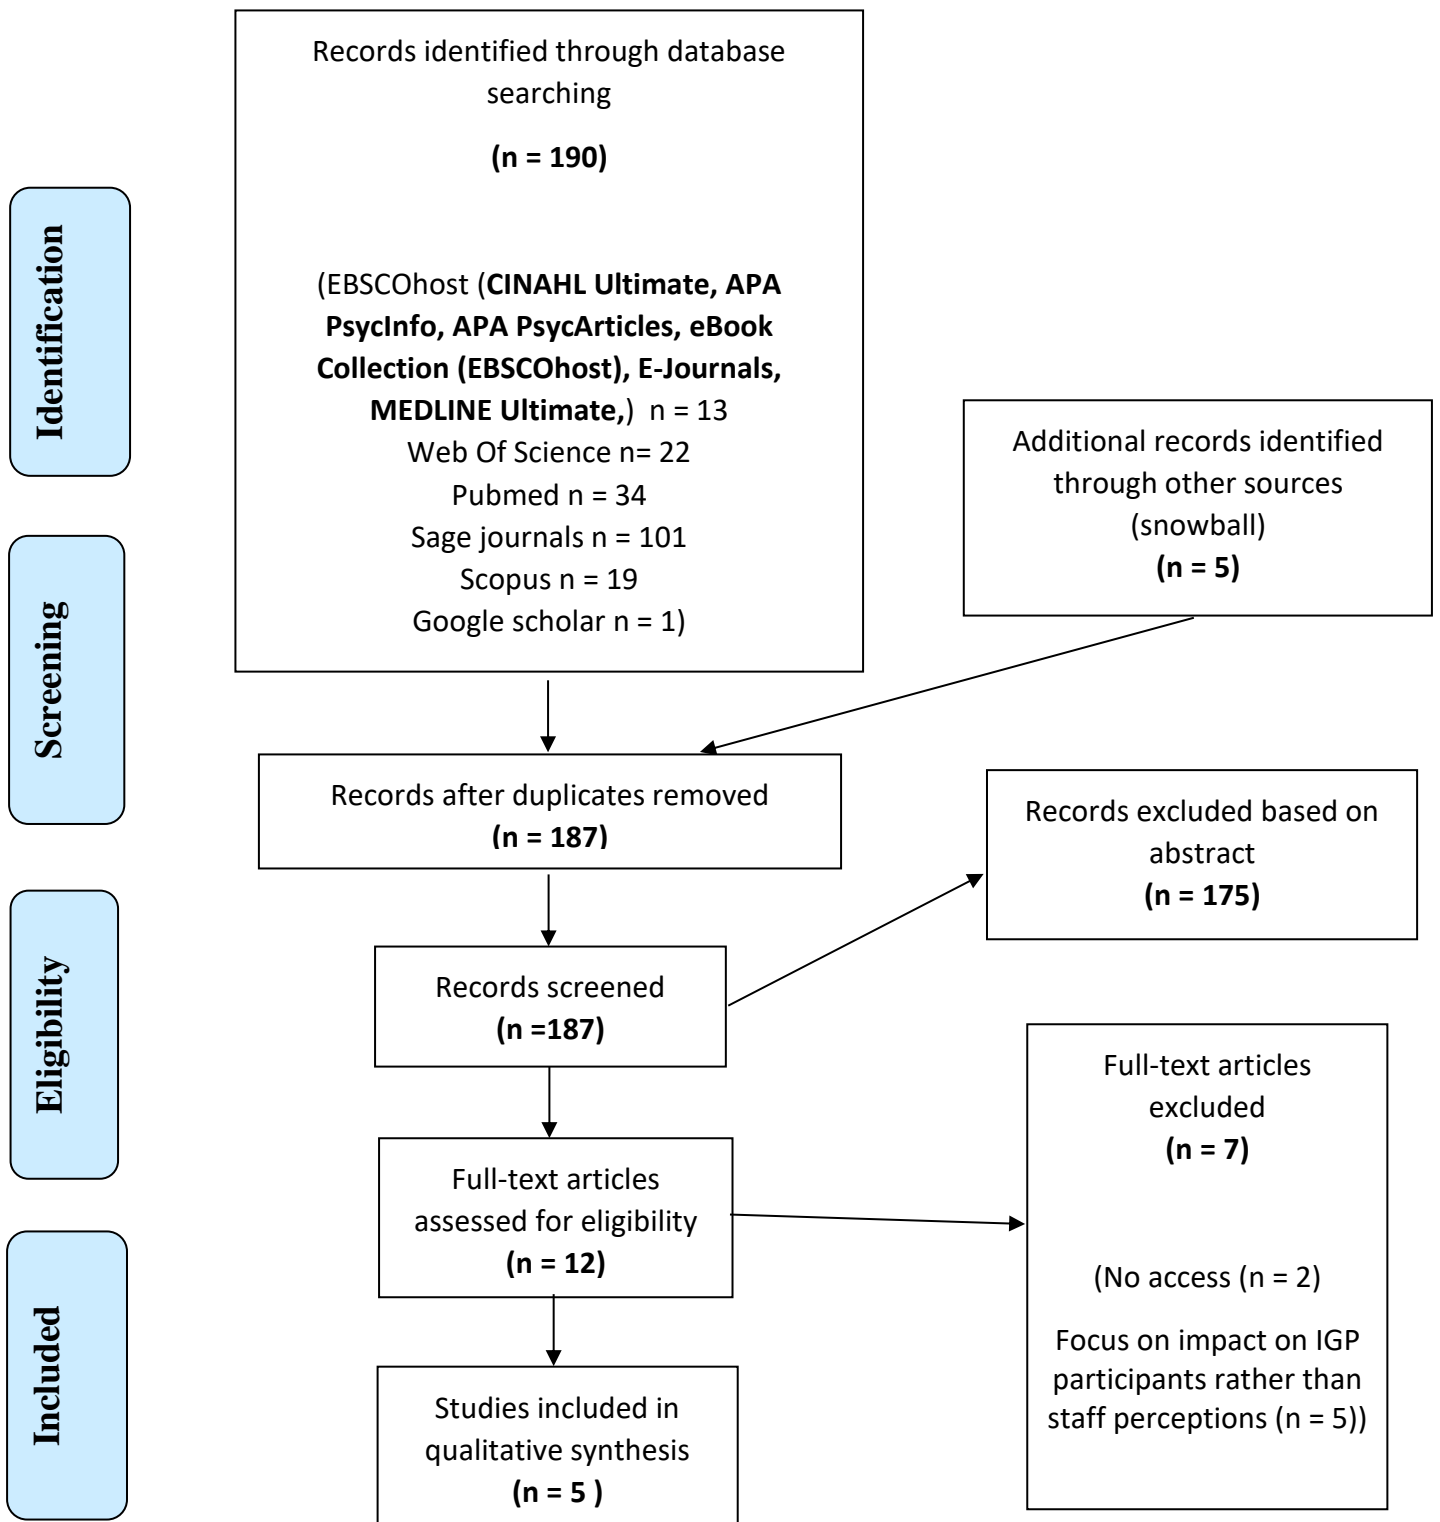 Records identified through database
searching
(n = 190)
(EBSCOhost (CINAHL Ultimate, APA
PsycInfo, APA PsycArticles, eBook
Collection (EBSCOhost), E-Journals,
MEDLINE Ultimate,) n = 13
Web Of Science n= 22
Pubmed n = 34
Sage journals n = 101
Scopus n = 19
Google scholar n = 1)
Identification
Additional records identified
through other sources
(snowball)
(n = 5)
Screening
Records after duplicates removed
(n = 187)
Records excluded based on
abstract
(n = 175)
Eligibility
Records screened
(n =187)
Full-text articles
assessed for eligibility
(n = 12)
Full-text articles
excluded
(n = 7)
(No access (n = 2)
Focus on impact on IGP
participants rather than
staff perceptions (n = 5))
Included
Studies included in
qualitative synthesis
(n = 5 )